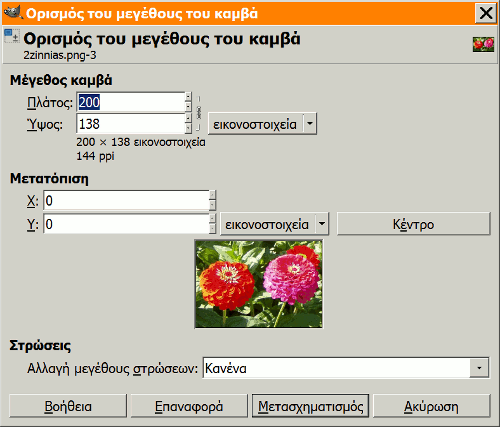 Ορισμός του μεγέθους του καμβά
Ορισμός του μεγέθους του καμβά
2zinnias.png-3
Μέγεθος καμβά
Πλάτος: 200
Ύψος: 138 εικονοστοιχεία
200 × 138 εικονοστοιχεία
144 ppi
Μετατόπιση
X: 0
Y: 0 εικονοστοιχεία Κέντρο
Στρώσεις
Αλλαγή μεγέθους στρώσεων: Κανένα
Βοήθεια Επαναφορά Μετασχηματισμός Ακύρωση